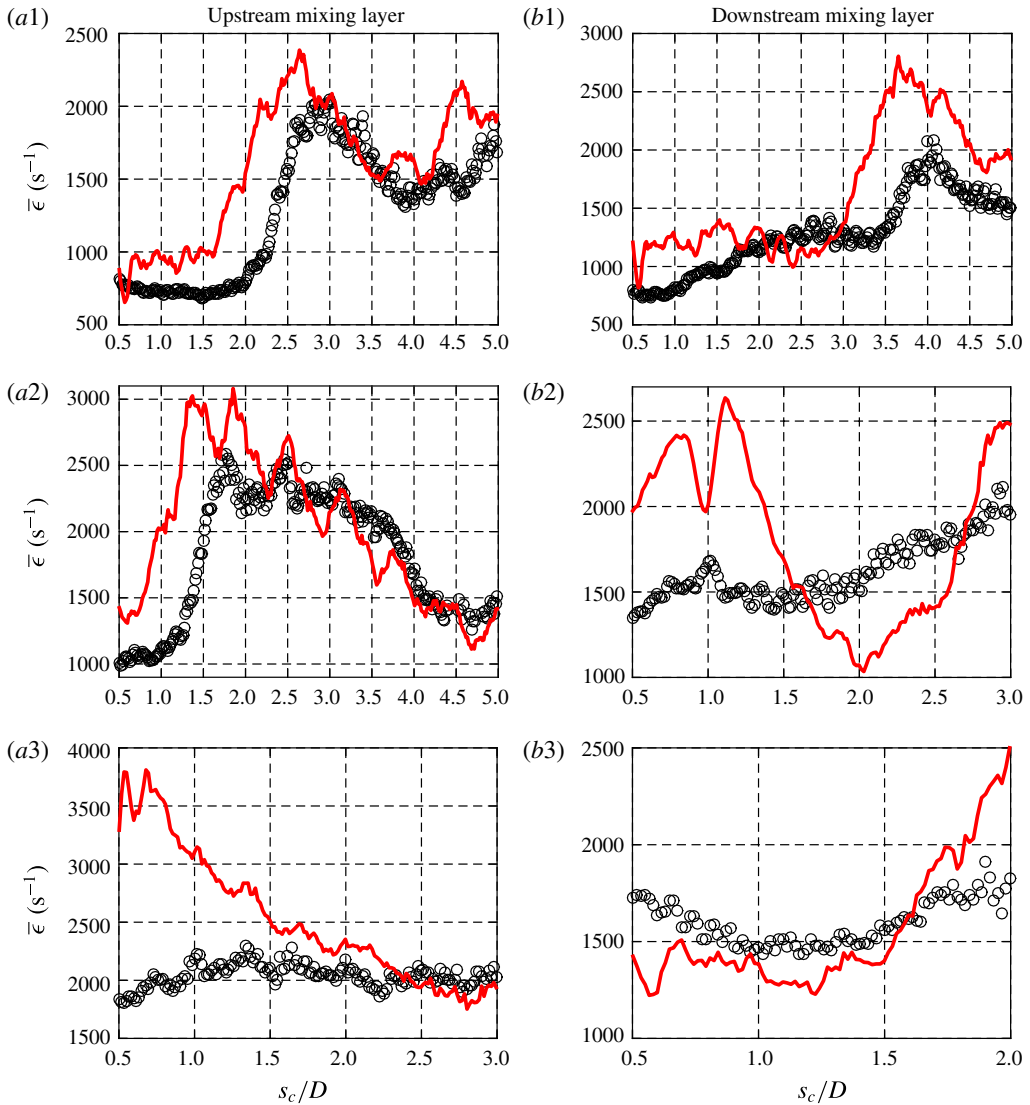 (a1) Upstream mixing layer (b1) Downstream mixing layer
2500 3000
2500
2000
2000
1500
1500
1000
1000
500 500
ε̅ (s⁻¹)
0.5 1.0 1.5 2.0 2.5 3.0 3.5 4.0 4.5 5.0 0.5 1.0 1.5 2.0 2.5 3.0 3.5 4.0 4.5 5.0
(a2) (b2)
3000
2500
2500
2000
2000
1500
1500
1000 1000
ε̅ (s⁻¹)
0.5 1.0 1.5 2.0 2.5 3.0 3.5 4.0 4.5 5.0 0.5 1.0 1.5 2.0 2.5 3.0
(a3) (b3)
4000 2500
3500
3000 2000
2500
2000 1500
1500 1000
ε̅ (s⁻¹)
0.5 1.0 1.5 2.0 2.5 3.0 0.5 1.0 1.5 2.0
s_c/D s_c/D